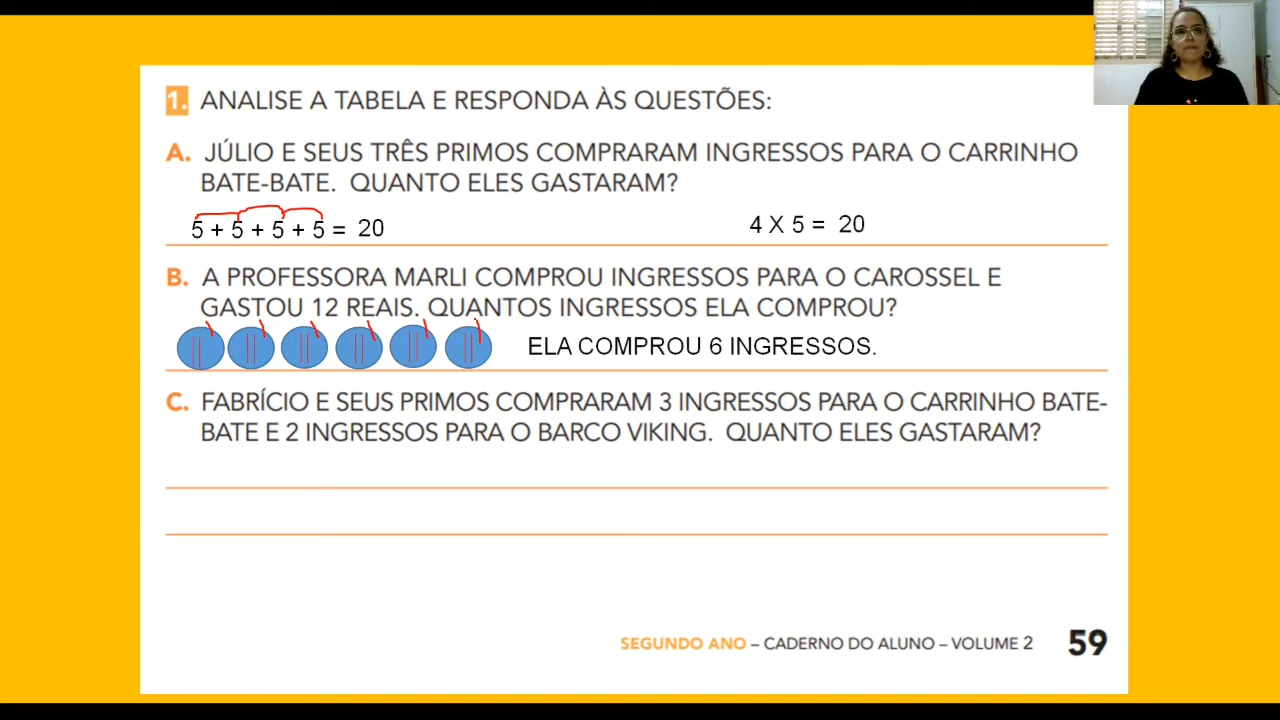 1. ANALISE A TABELA E RESPONDA ÀS QUESTÕES:
A. JÚLIO E SEUS TRÊS PRIMOS COMPRARAM INGRESSOS PARA O CARRINHO
BATE-BATE. QUANTO ELES GASTARAM?
5 + 5 + 5 + 5 = 20
4 X 5 = 20
B. A PROFESSORA MARLI COMPROU INGRESSOS PARA O CAROSSEL E
GASTOU 12 REAIS. QUANTOS INGRESSOS ELA COMPROU?
ELA COMPROU 6 INGRESSOS.
C. FABRÍCIO E SEUS PRIMOS COMPRARAM 3 INGRESSOS PARA O CARRINHO BATE-
BATE E 2 INGRESSOS PARA O BARCO VIKING. QUANTO ELES GASTARAM?
SEGUNDO ANO – CADERNO DO ALUNO – VOLUME 2 59